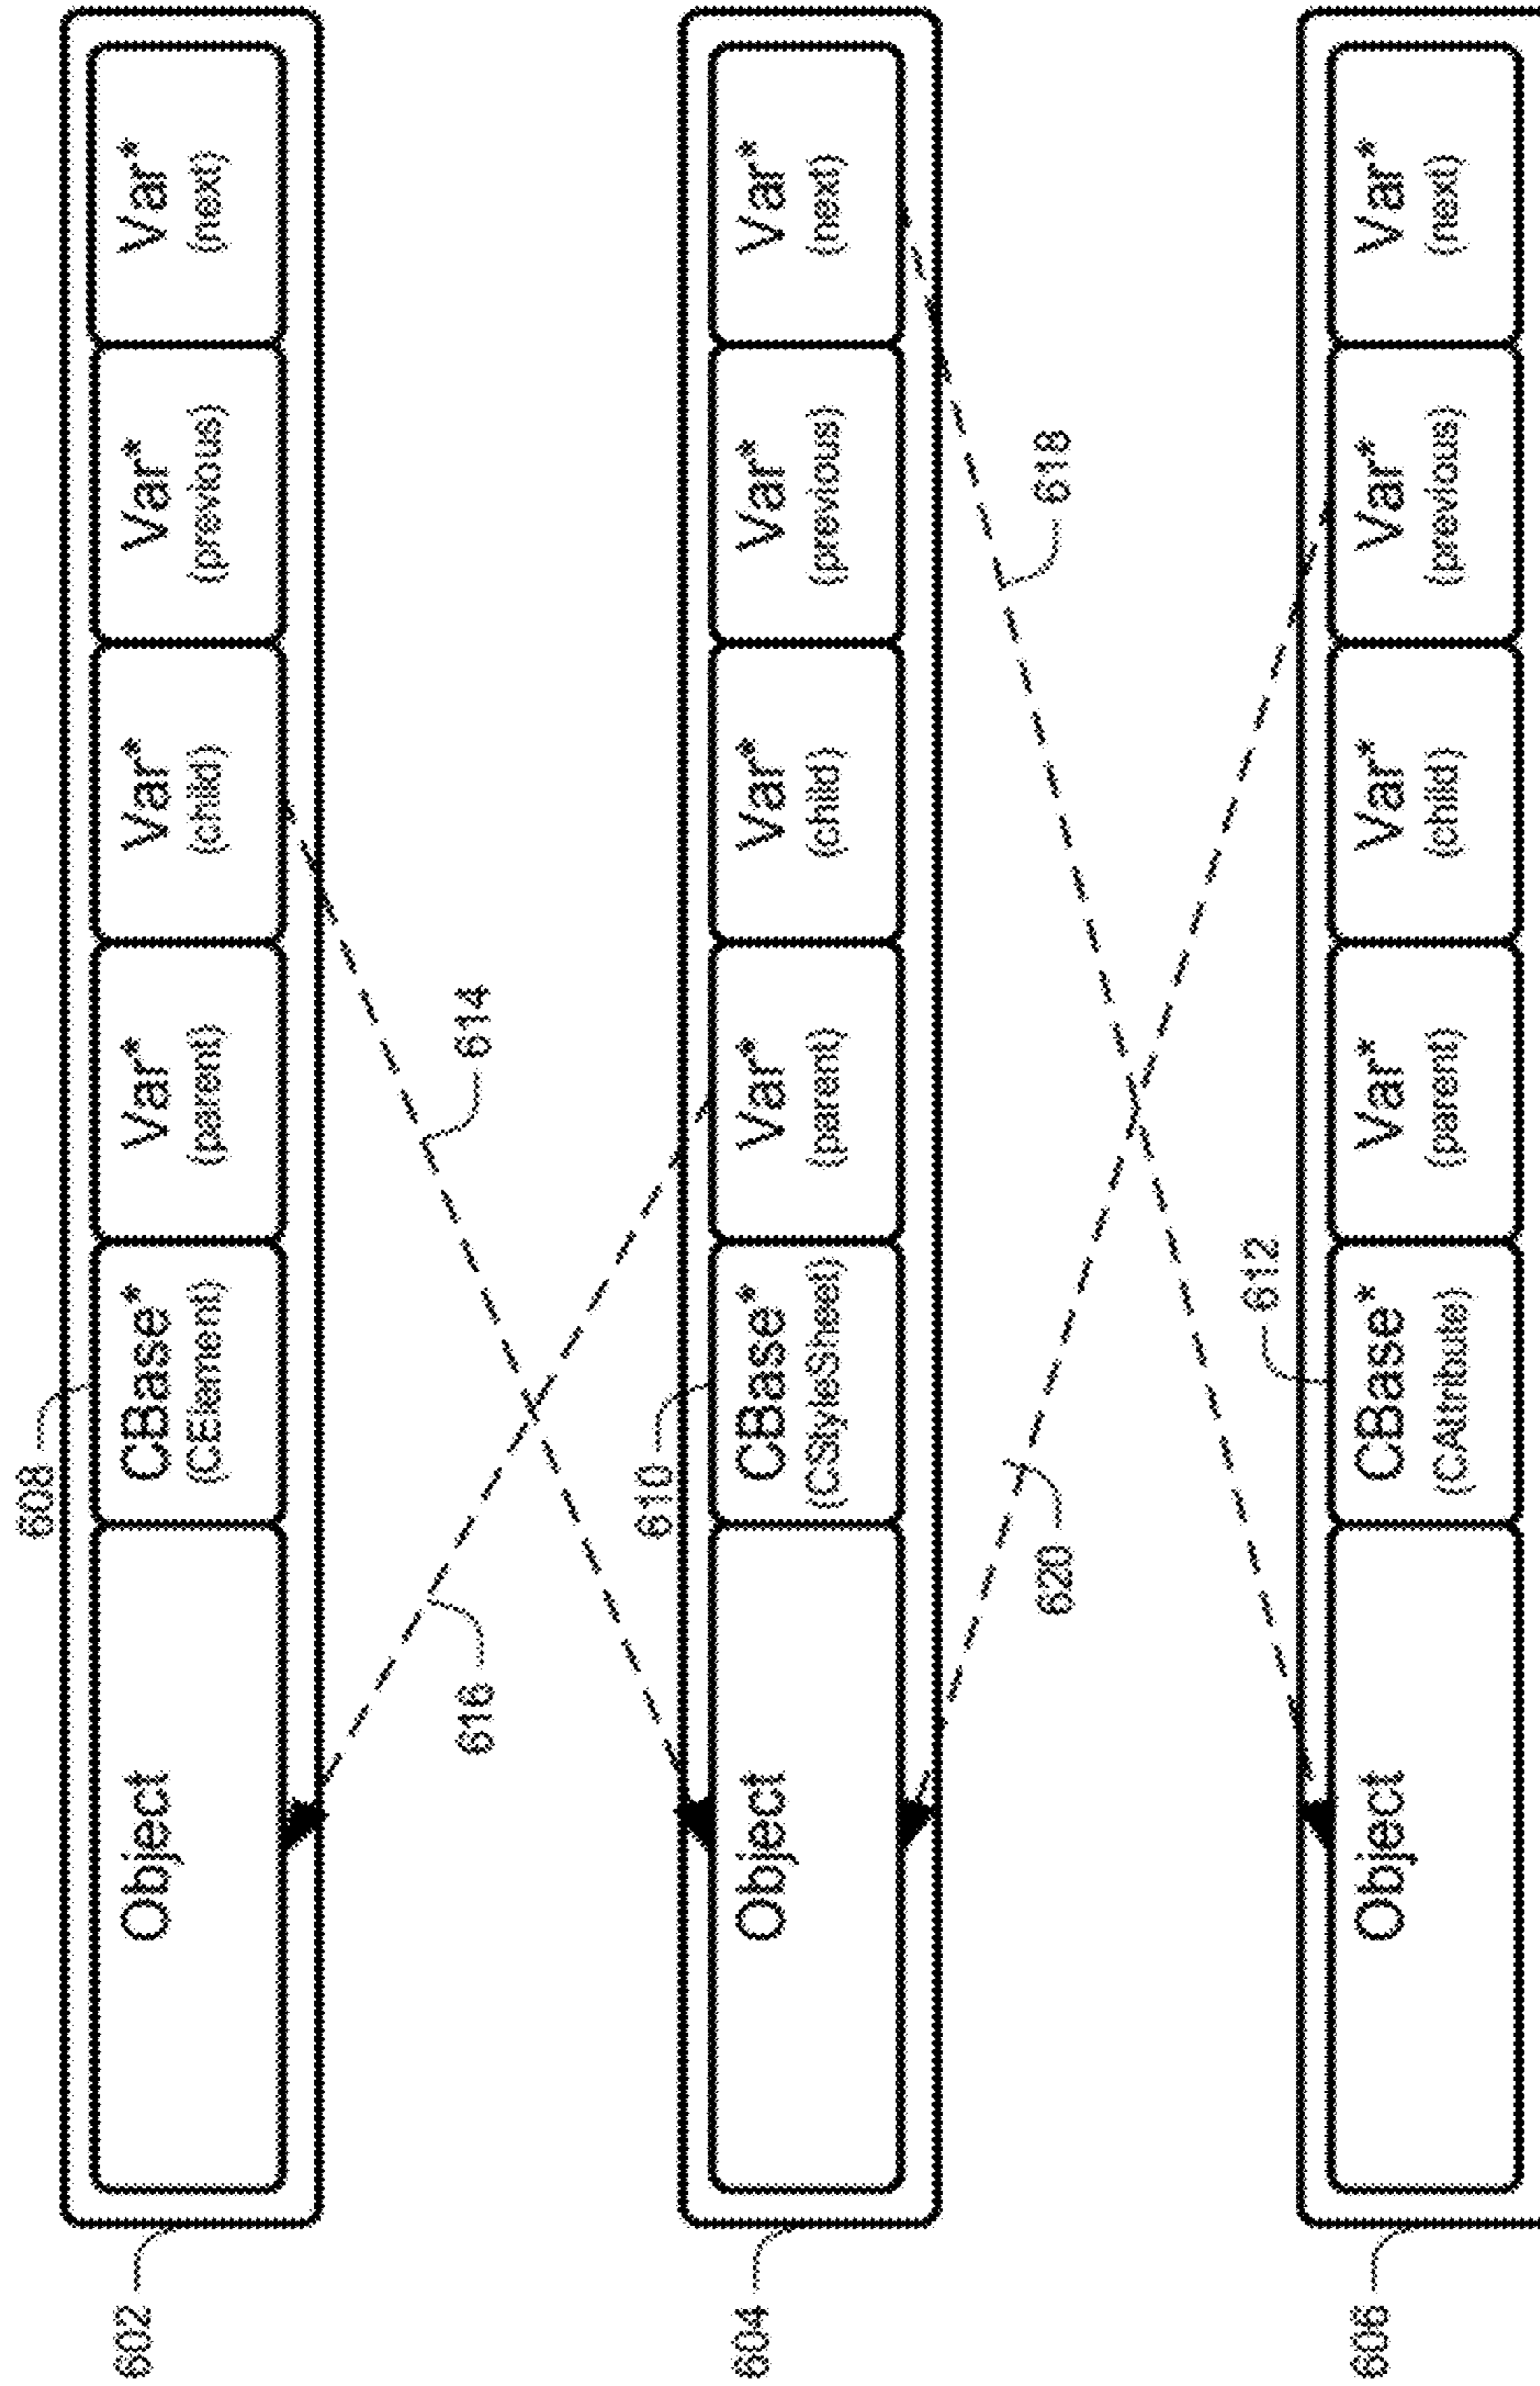 602
608
Object
CBase*
(CElement)
Var*
(parent)
Var*
(child)
Var*
(previous)
Var*
(next)
616
614
604
610
Object
CBase*
(CStyleSheet)
Var*
(parent)
Var*
(child)
Var*
(previous)
Var*
(next)
620
618
606
612
Object
CBase*
(CAttribute)
Var*
(parent)
Var*
(child)
Var*
(previous)
Var*
(next)